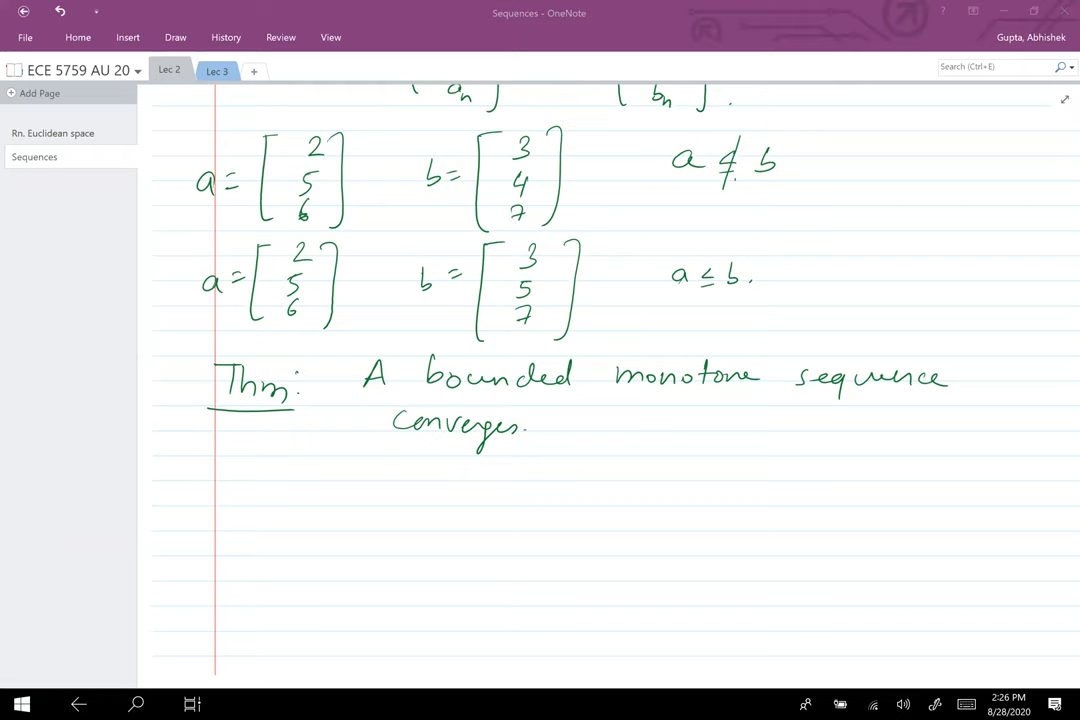 Sequences - OneNote
File Home Insert Draw History Review View Gupta, Abhishek
ECE 5759 AU 20 Lec 2 Lec 3 + Search (Ctrl+E)
Add Page
Rn. Euclidean space
Sequences
aₙ ] [ bₙ ] .
a = [ 2 5 6 ] b = [ 3 4 7 ] a ≰ b
a = [ 2 5 6 ] b = [ 3 5 7 ] a ≤ b.
Thm: A bounded monotone sequence
converges.
2:26 PM
8/28/2020